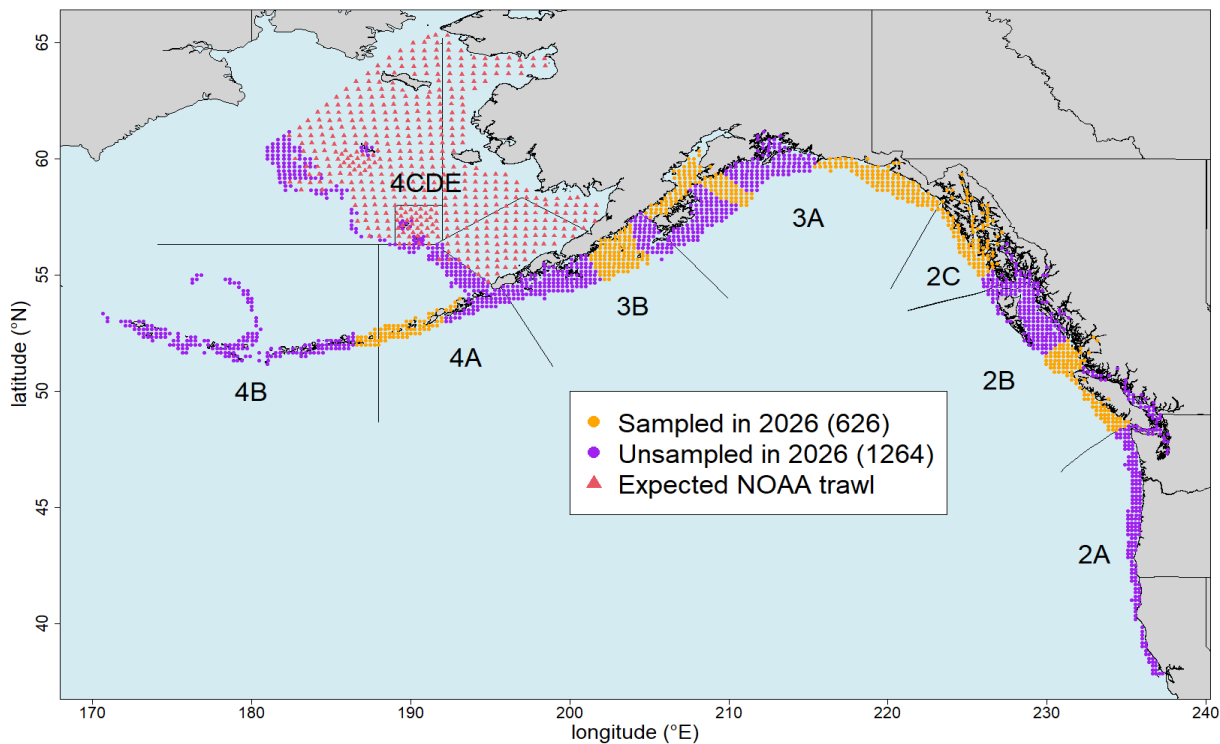 65
60
55
50
45
40
latitude (°N)
4CDE
3A
2C
3B
4A
4B
2B
2A
Sampled in 2026 (626)
Unsampled in 2026 (1264)
Expected NOAA trawl
170
180
190
200
210
220
230
240
longitude (°E)